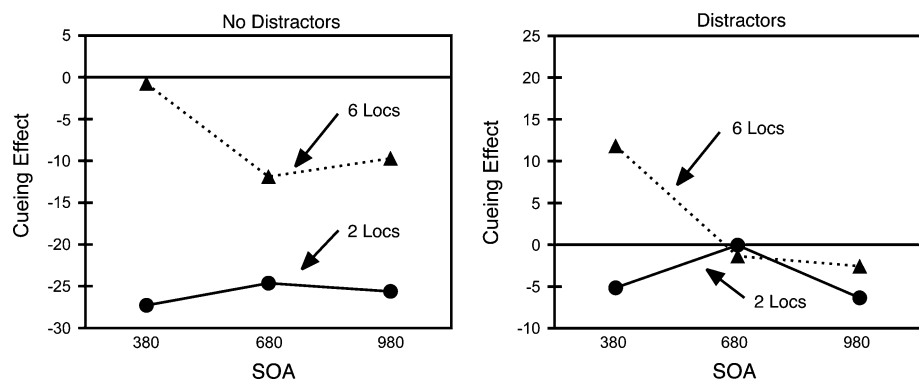 No Distractors
5
0
-5
-10
-15
-20
-25
-30
Cueing Effect
6 Locs
2 Locs
380 680 980
SOA
Distractors
25
20
15
10
5
0
-5
-10
Cueing Effect
6 Locs
2 Locs
380 680 980
SOA